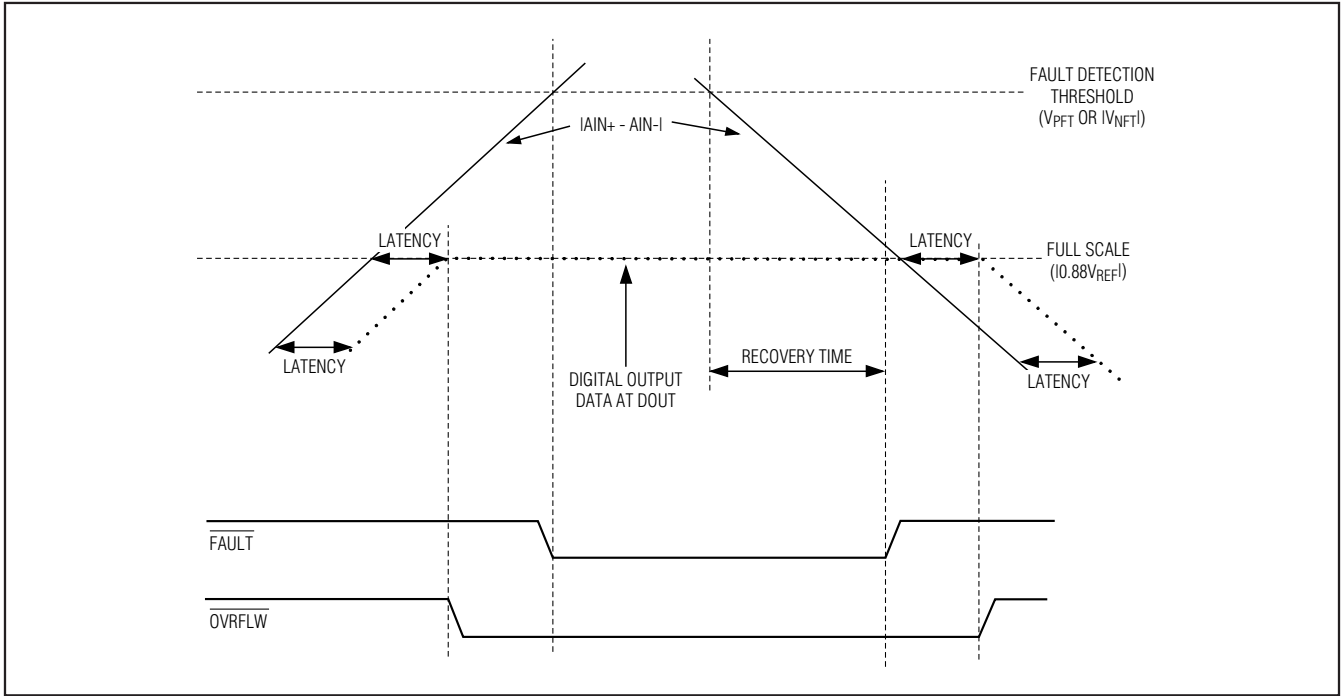 FAULT DETECTION
THRESHOLD
(VPFT OR |VNFT|)
|AIN+ - AIN-|
LATENCY
LATENCY
FULL SCALE
(|0.88VREF|)
LATENCY
RECOVERY TIME
DIGITAL OUTPUT
DATA AT DOUT
LATENCY
FAULT
OVRFLW